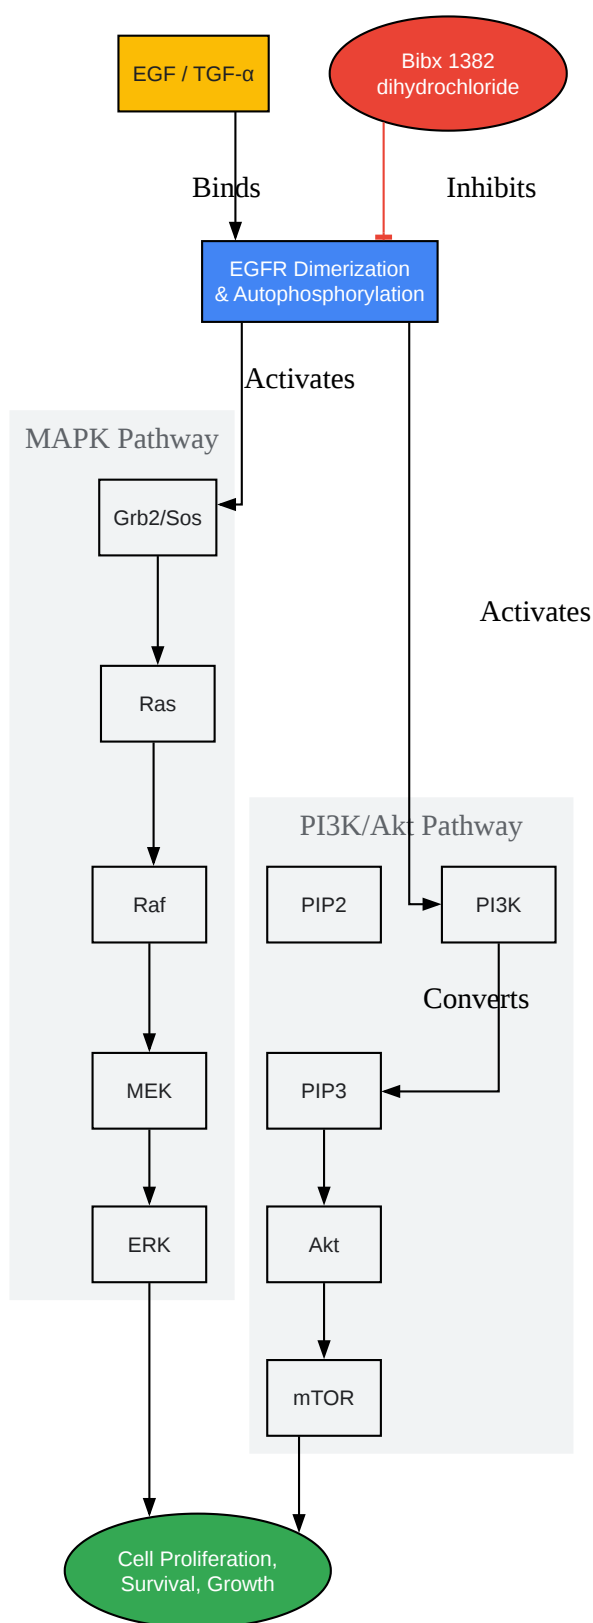 EGF / TGF-α
Bibx 1382
dihydrochloride
Binds
Inhibits
EGFR Dimerization
& Autophosphorylation
Activates
MAPK Pathway
Grb2/Sos
Activates
Ras
PI3K/Akt Pathway
Raf
PIP2
PI3K
Converts
MEK
PIP3
ERK
Akt
mTOR
Cell Proliferation,
Survival, Growth